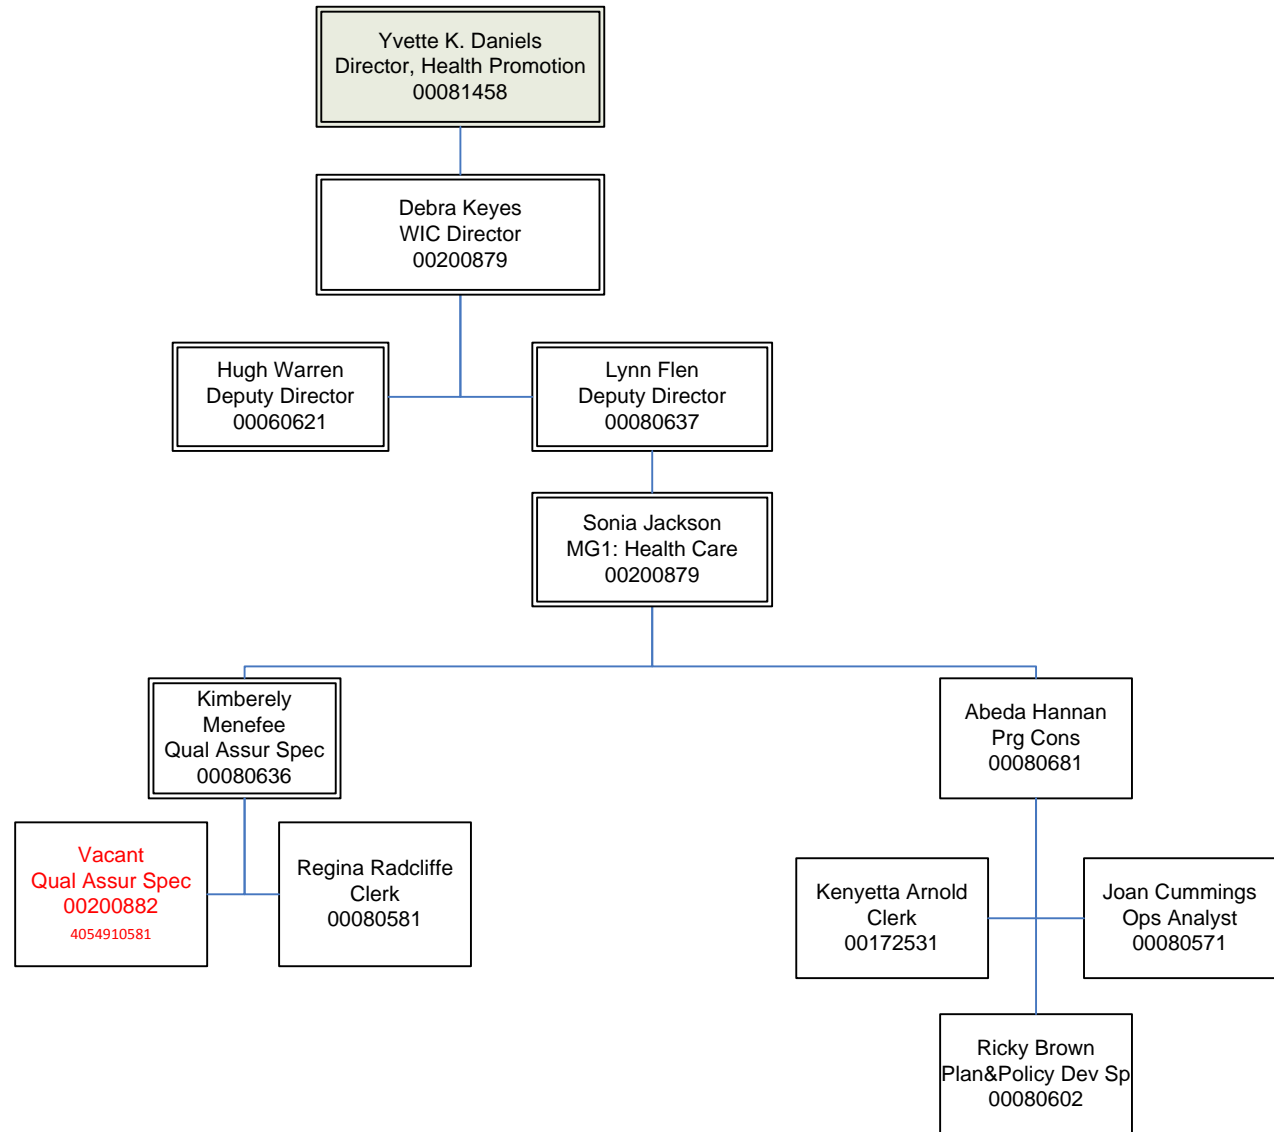 Yvette K. Daniels
Director, Health Promotion
00081458
Debra Keyes
WIC Director
00200879
Hugh Warren
Deputy Director
00060621
Lynn Flen
Deputy Director
00080637
Sonia Jackson
MG1: Health Care
00200879
Kimberely
Menefee
Qual Assur Spec
00080636
Abeda Hannan
Prg Cons
00080681
Vacant
Qual Assur Spec
00200882
4054910581
Regina Radcliffe
Clerk
00080581
Kenyetta Arnold
Clerk
00172531
Joan Cummings
Ops Analyst
00080571
Ricky Brown
Plan&Policy Dev Sp
00080602